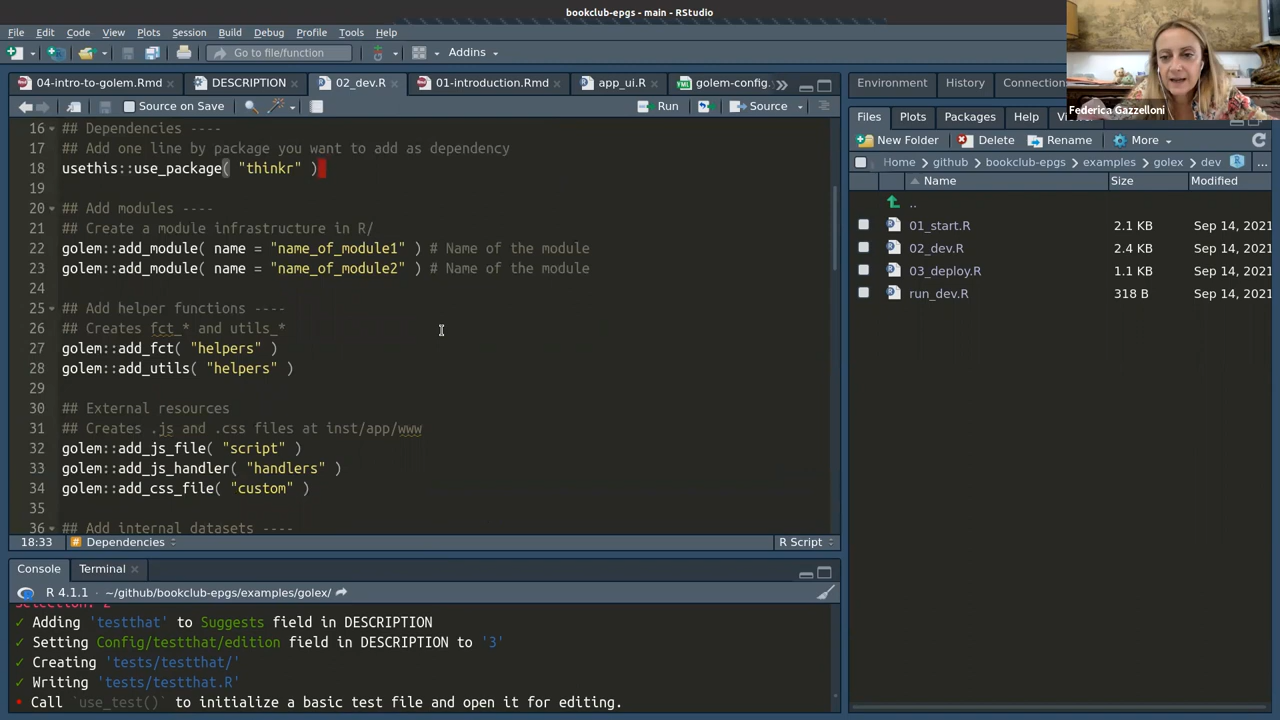 bookclub-epgs - main - RStudio
File Edit Code View Plots Session Build Debug Profile Tools Help
Go to file/function Addins
04-intro-to-golem.Rmd DESCRIPTION 02_dev.R 01-introduction.Rmd app_ui.R golem-config.
Source on Save Run Source
16 ## Dependencies ----
17 ## Add one line by package you want to add as dependency
18 usethis::use_package( "thinkr" )
19
20 ## Add modules ----
21 ## Create a module infrastructure in R/
22 golem::add_module( name = "name_of_module1" ) # Name of the module
23 golem::add_module( name = "name_of_module2" ) # Name of the module
24
25 ## Add helper functions ----
26 ## Creates fct_* and utils_*
27 golem::add_fct( "helpers" )
28 golem::add_utils( "helpers" )
29
30 ## External resources
31 ## Creates .js and .css files at inst/app/www
32 golem::add_js_file( "script" )
33 golem::add_js_handler( "handlers" )
34 golem::add_css_file( "custom" )
35
36 ## Add internal datasets ----
18:33 # Dependencies R Script
Console Terminal
R 4.1.1 · ~/github/bookclub-epgs/examples/golex/
✓ Adding 'testthat' to Suggests field in DESCRIPTION
✓ Setting Config/testthat/edition field in DESCRIPTION to '3'
✓ Creating 'tests/testthat/'
✓ Writing 'tests/testthat.R'
• Call `use_test()` to initialize a basic test file and open it for editing.
Federica Gazzelloni
Environment History Connection
Files Plots Packages Help
New Folder Delete Rename More
Home github bookclub-epgs examples golex dev ...
Name Size Modified
..
01_start.R 2.1 KB Sep 14, 2021
02_dev.R 2.4 KB Sep 14, 2021
03_deploy.R 1.1 KB Sep 14, 2021
run_dev.R 318 B Sep 14, 2021